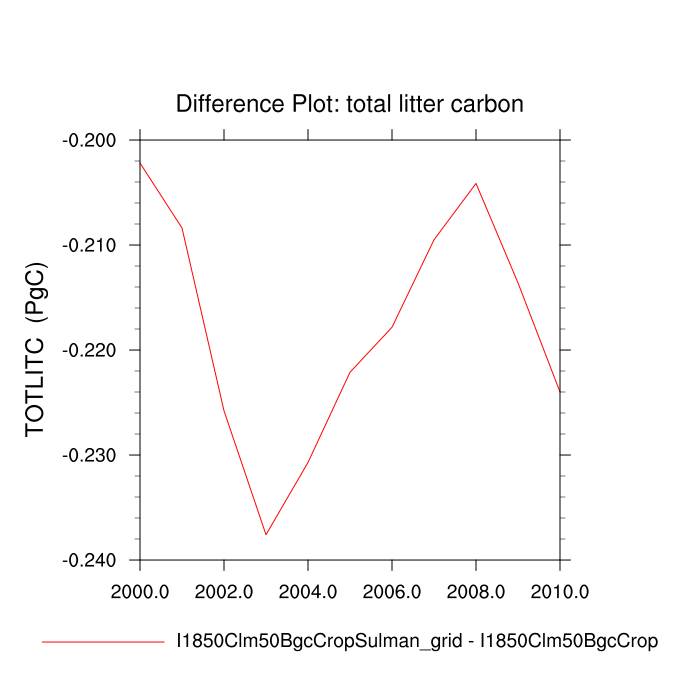 Difference Plot: total litter carbon
TOTLITC (PgC)
-0.200
-0.210
-0.220
-0.230
-0.240
2000.0 2002.0 2004.0 2006.0 2008.0 2010.0
I1850Clm50BgcCropSulman_grid - I1850Clm50BgcCrop